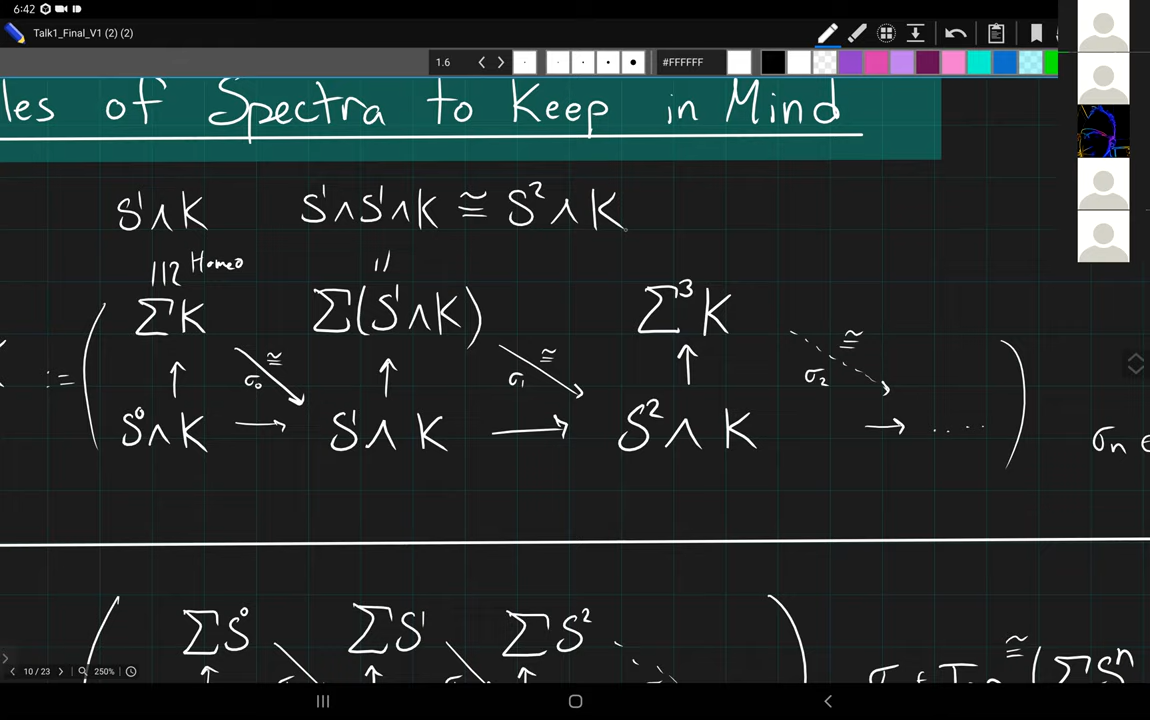 6:42
Talk1_Final_V1 (2) (2)
1.6 #FFFFFF
les of Spectra to Keep in Mind
S¹∧K S¹∧S¹∧K ≅ S²∧K
Homeo
ΣK Σ(S¹∧K) Σ³K
:= ( ↑ ≅ σ₀ ↑ ≅ σ₁ ↑ ≅ σ₂ )
S⁰∧K → S¹∧K → S²∧K → ..... σn
ΣS⁰ ΣS¹ ΣS² ≅
(ΣSⁿ
10/23 250%